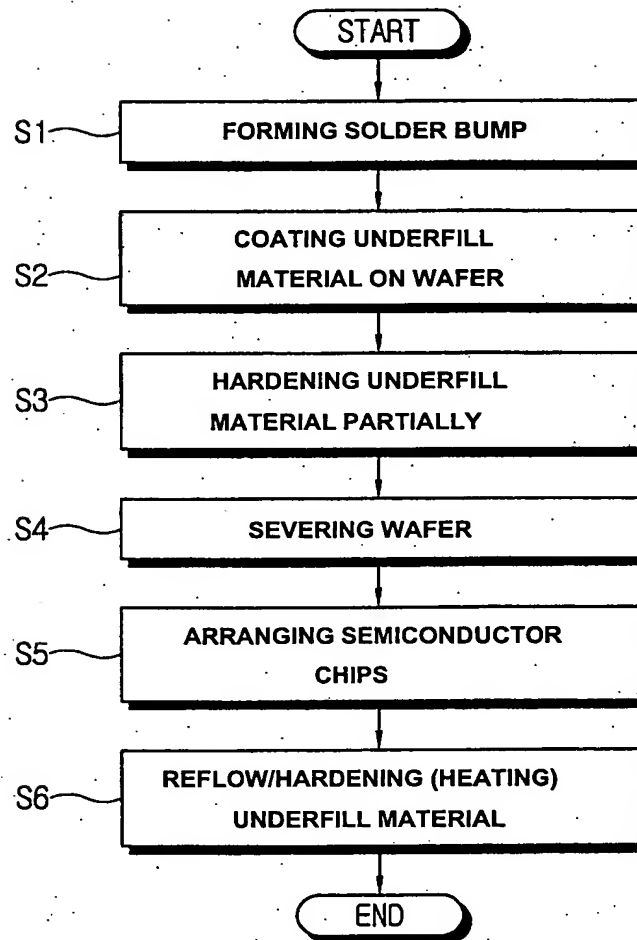 START
S1
FORMING SOLDER BUMP
S2
COATING UNDERFILL
MATERIAL ON WAFER
S3
HARDENING UNDERFILL
MATERIAL PARTIALLY
S4
SEVERING WAFER
S5
ARRANGING SEMICONDUCTOR
CHIPS
S6
REFLOW/HARDENING (HEATING)
UNDERFILL MATERIAL
END